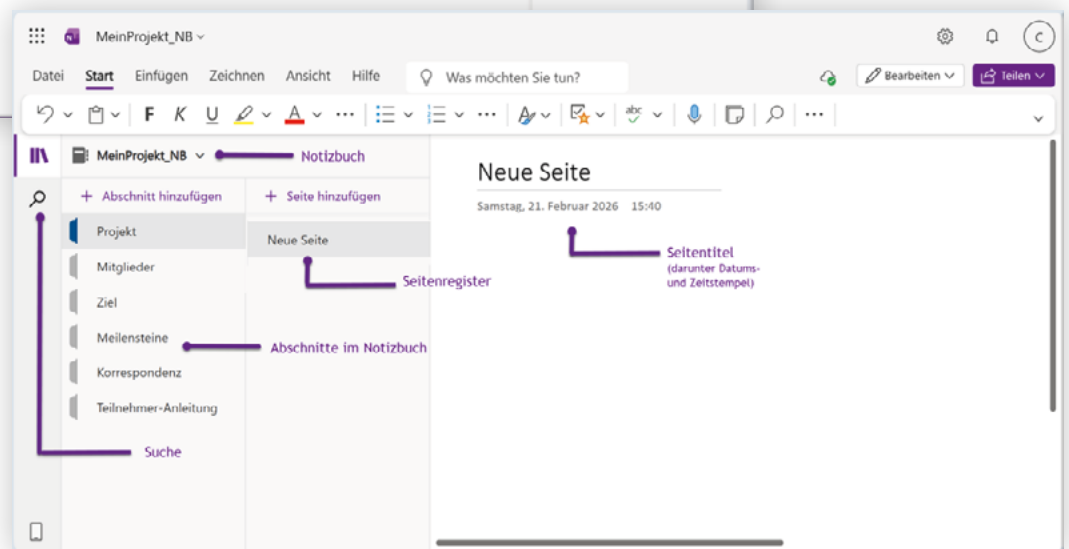 MeinProjekt_NB
C
Datei Start Einfügen Zeichnen Ansicht Hilfe Was möchten Sie tun? Bearbeiten Teilen
F K U A abc
MeinProjekt_NB Notizbuch
+ Abschnitt hinzufügen + Seite hinzufügen
Projekt
Mitglieder
Ziel
Meilensteine
Korrespondenz
Teilnehmer-Anleitung
Neue Seite
Seitenregister
Abschnitte im Notizbuch
Suche
Neue Seite
Samstag, 21. Februar 2026 15:40
Seitentitel
(darunter Datums-
und Zeitstempel)